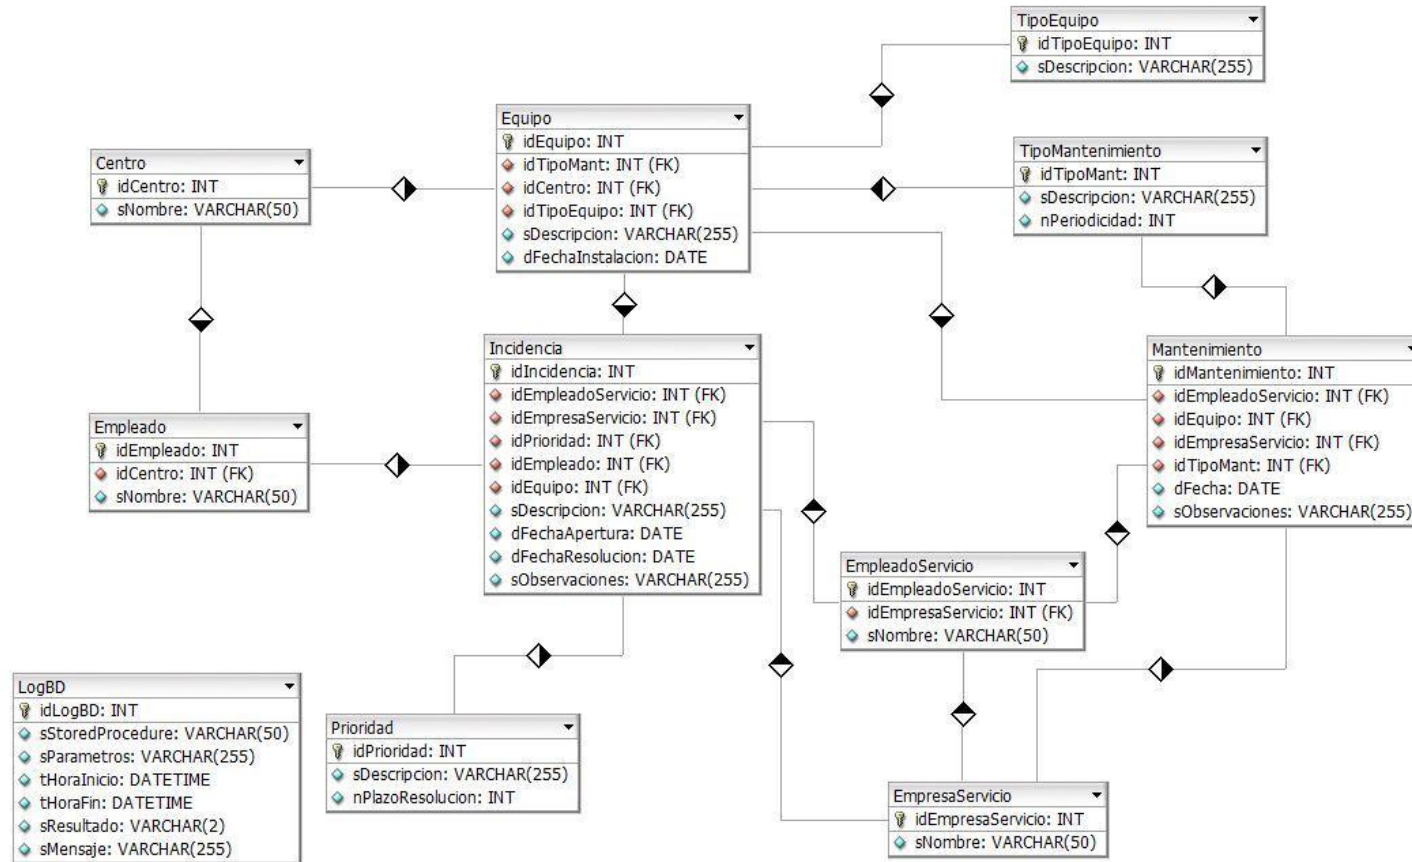 TipoEquipo
idTipoEquipo: INT
sDescripcion: VARCHAR(255)
Equipo
idEquipo: INT
idTipoMant: INT (FK)
idCentro: INT (FK)
idTipoEquipo: INT (FK)
sDescripcion: VARCHAR(255)
dFechaInstalacion: DATE
TipoMantenimiento
idTipoMant: INT
sDescripcion: VARCHAR(255)
nPeriodicidad: INT
Centro
idCentro: INT
sNombre: VARCHAR(50)
Incidencia
idIncidencia: INT
idEmpleadoServicio: INT (FK)
idEmpresaServicio: INT (FK)
idPrioridad: INT (FK)
idEmpleado: INT (FK)
idEquipo: INT (FK)
sDescripcion: VARCHAR(255)
dFechaApertura: DATE
dFechaResolucion: DATE
sObservaciones: VARCHAR(255)
Mantenimiento
idMantenimiento: INT
idEmpleadoServicio: INT (FK)
idEquipo: INT (FK)
idEmpresaServicio: INT (FK)
idTipoMant: INT (FK)
dFecha: DATE
sObservaciones: VARCHAR(255)
Empleado
idEmpleado: INT
idCentro: INT (FK)
sNombre: VARCHAR(50)
EmpleadoServicio
idEmpleadoServicio: INT
idEmpresaServicio: INT (FK)
sNombre: VARCHAR(50)
LogBD
idLogBD: INT
sStoredProcedure: VARCHAR(50)
sParametros: VARCHAR(255)
tHoraInicio: DATETIME
tHoraFin: DATETIME
sResultado: VARCHAR(2)
sMensaje: VARCHAR(255)
Prioridad
idPrioridad: INT
sDescripcion: VARCHAR(255)
nPlazoResolucion: INT
EmpresaServicio
idEmpresaServicio: INT
sNombre: VARCHAR(50)